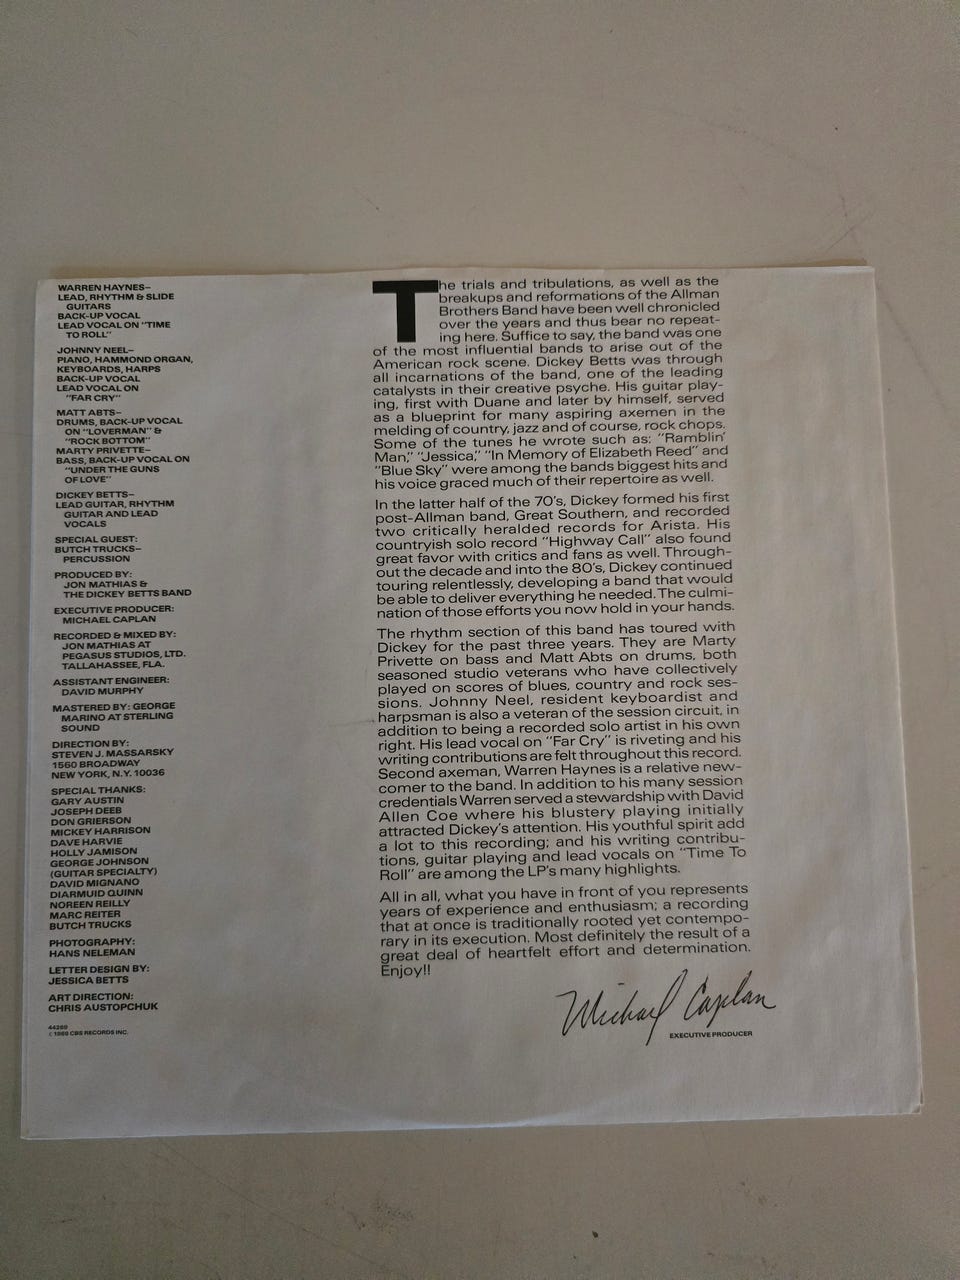 WARREN HAYNES–
LEAD, RHYTHM & SLIDE
GUITARS
BACK-UP VOCAL
LEAD VOCAL ON "TIME
TO ROLL"
JOHNNY NEEL–
PIANO, HAMMOND ORGAN,
KEYBOARDS, HARPS
BACK-UP VOCAL
LEAD VOCAL ON
"FAR CRY"
MATT ABTS–
DRUMS, BACK-UP VOCAL
ON "LOVERMAN" &
"ROCK BOTTOM"
MARTY PRIVETTE–
BASS, BACK-UP VOCAL ON
"UNDER THE GUNS
OF LOVE"
DICKEY BETTS–
LEAD GUITAR, RHYTHM
GUITAR AND LEAD
VOCALS
SPECIAL GUEST:
BUTCH TRUCKS–
PERCUSSION
PRODUCED BY:
JON MATHIAS &
THE DICKEY BETTS BAND
EXECUTIVE PRODUCER:
MICHAEL CAPLAN
RECORDED & MIXED BY:
JON MATHIAS AT
PEGASUS STUDIOS, LTD.
TALLAHASSEE, FLA.
ASSISTANT ENGINEER:
DAVID MURPHY
MASTERED BY: GEORGE
MARINO AT STERLING
SOUND
DIRECTION BY:
STEVEN J. MASSARSKY
1560 BROADWAY
NEW YORK, N.Y. 10036
SPECIAL THANKS:
GARY AUSTIN
JOSEPH DEEB
DON GRIERSON
MICKEY HARRISON
DAVE HARVIE
HOLLY JAMISON
GEORGE JOHNSON
(GUITAR SPECIALTY)
DAVID MIGNANO
DIARMUID QUINN
NOREEN REILLY
MARC REITER
BUTCH TRUCKS
PHOTOGRAPHY:
HANS NELEMAN
LETTER DESIGN BY:
JESSICA BETTS
ART DIRECTION:
CHRIS AUSTOPCHUK
44289
© 1988 CBS RECORDS INC.
The trials and tribulations, as well as the
breakups and reformations of the Allman
Brothers Band have been well chronicled
over the years and thus bear no repeat-
ing here. Suffice to say, the band was one
of the most influential bands to arise out of the
American rock scene. Dickey Betts was through
all incarnations of the band, one of the leading
catalysts in their creative psyche. His guitar play-
ing, first with Duane and later by himself, served
as a blueprint for many aspiring axemen in the
melding of country, jazz and of course, rock chops.
Some of the tunes he wrote such as: "Ramblin'
Man," "Jessica," "In Memory of Elizabeth Reed" and
"Blue Sky" were among the bands biggest hits and
his voice graced much of their repertoire as well.
In the latter half of the 70's, Dickey formed his first
post-Allman band, Great Southern, and recorded
two critically heralded records for Arista. His
countryish solo record "Highway Call" also found
great favor with critics and fans as well. Through-
out the decade and into the 80's, Dickey continued
touring relentlessly, developing a band that would
be able to deliver everything he needed. The culmi-
nation of those efforts you now hold in your hands.
The rhythm section of this band has toured with
Dickey for the past three years. They are Marty
Privette on bass and Matt Abts on drums, both
seasoned studio veterans who have collectively
played on scores of blues, country and rock ses-
sions. Johnny Neel, resident keyboardist and
harpsman is also a veteran of the session circuit, in
addition to being a recorded solo artist in his own
right. His lead vocal on "Far Cry" is riveting and his
writing contributions are felt throughout this record.
Second axeman, Warren Haynes is a relative new-
comer to the band. In addition to his many session
credentials Warren served a stewardship with David
Allen Coe where his blustery playing initially
attracted Dickey's attention. His youthful spirit add
a lot to this recording; and his writing contribu-
tions, guitar playing and lead vocals on "Time To
Roll" are among the LP's many highlights.
All in all, what you have in front of you represents
years of experience and enthusiasm; a recording
that at once is traditionally rooted yet contempo-
rary in its execution. Most definitely the result of a
great deal of heartfelt effort and determination.
Enjoy!!
Michael Caplan
EXECUTIVE PRODUCER